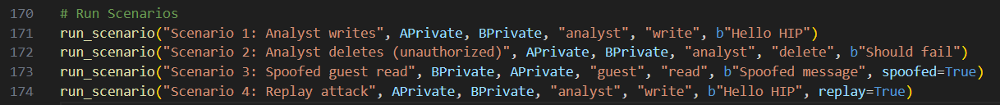 170 # Run Scenarios
171 run_scenario("Scenario 1: Analyst writes", APrivate, BPrivate, "analyst", "write", b"Hello HIP")
172 run_scenario("Scenario 2: Analyst deletes (unauthorized)", APrivate, BPrivate, "analyst", "delete", b"Should fail")
173 run_scenario("Scenario 3: Spoofed guest read", BPrivate, APrivate, "guest", "read", b"Spoofed message", spoofed=True)
174 run_scenario("Scenario 4: Replay attack", APrivate, BPrivate, "analyst", "write", b"Hello HIP", replay=True)